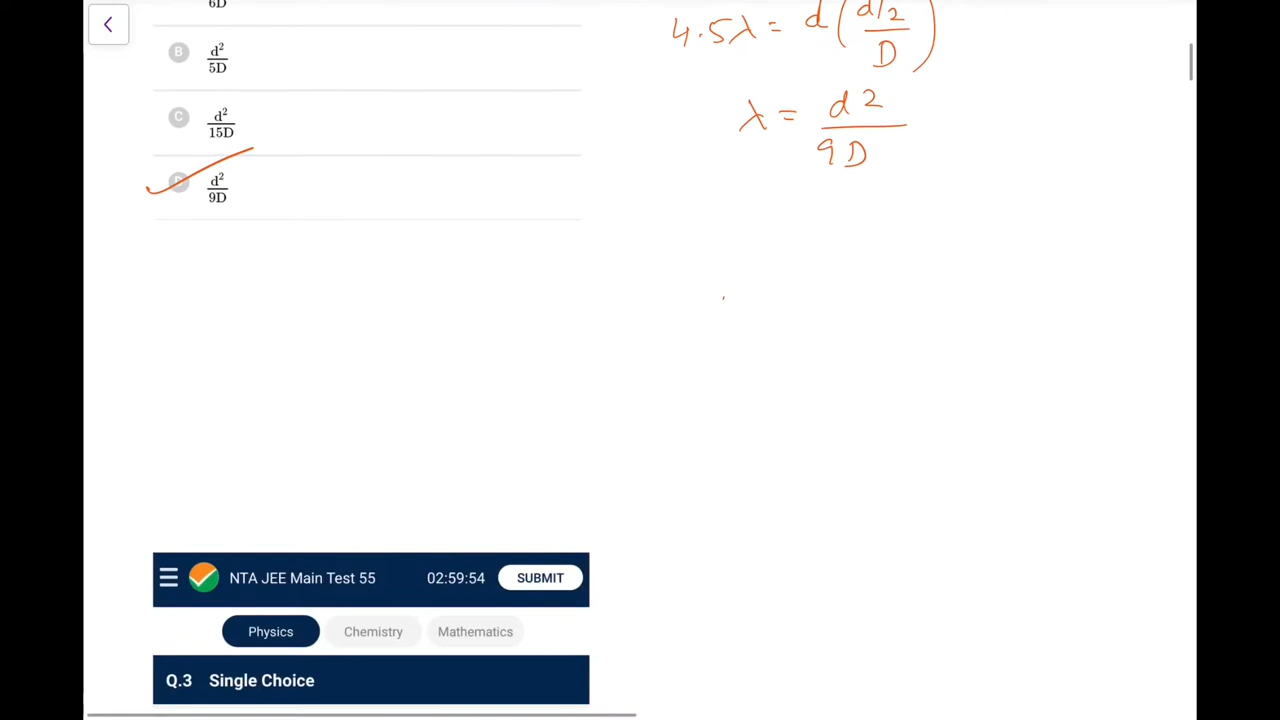 6D
4.5λ = d ( d/2 / D )
B d² / 5D
λ = d2 / 9D
C d² / 15D
D d² / 9D
NTA JEE Main Test 55 02:59:54 SUBMIT
Physics Chemistry Mathematics
Q.3 Single Choice